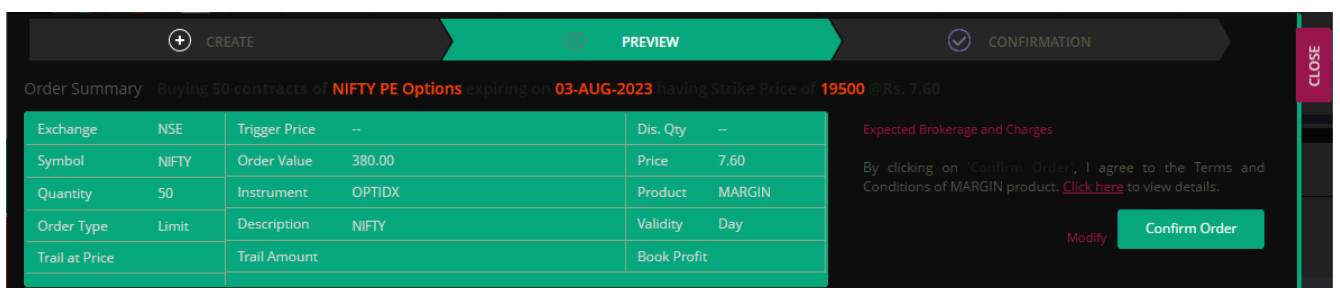 CREATE
PREVIEW
CONFIRMATION
CLOSE
Order Summary Buying 50 contracts of NIFTY PE Options expiring on 03-AUG-2023 having Strike Price of 19500 @Rs. 7.60
Exchange NSE Trigger Price -- Dis. Qty --
Symbol NIFTY Order Value 380.00 Price 7.60
Quantity 50 Instrument OPTIDX Product MARGIN
Order Type Limit Description NIFTY Validity Day
Trail at Price Trail Amount Book Profit
Expected Brokerage and Charges
By clicking on 'Confirm Order', I agree to the Terms and
Conditions of MARGIN product. Click here to view details.
Modify Confirm Order